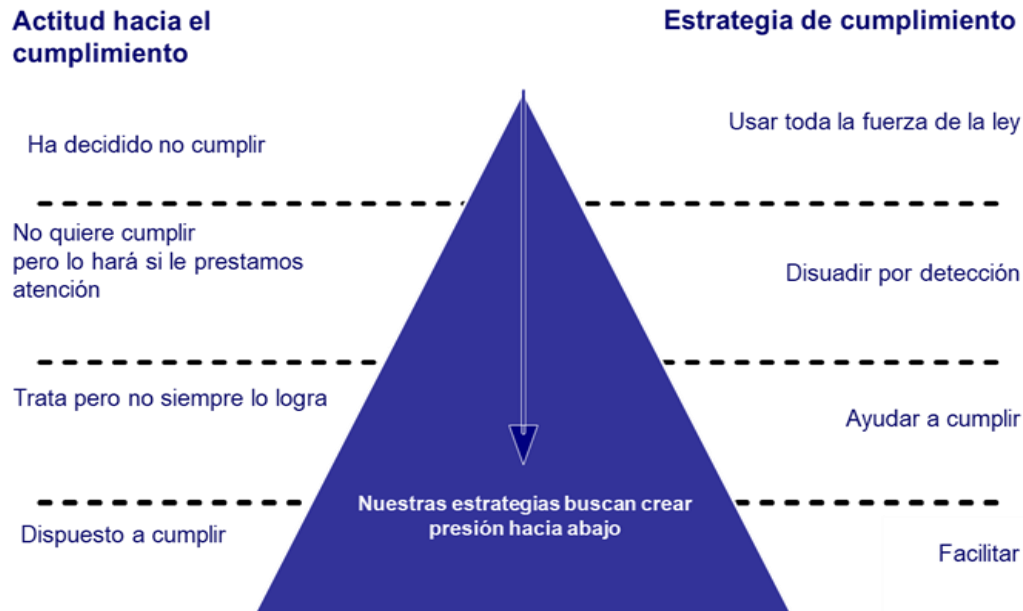 Actitud hacia el
cumplimiento
Estrategia de cumplimiento
Ha decidido no cumplir
Usar toda la fuerza de la ley
No quiere cumplir
pero lo hará si le prestamos
atención
Disuadir por detección
Trata pero no siempre lo logra
Ayudar a cumplir
Nuestras estrategias buscan crear
presión hacia abajo
Dispuesto a cumplir
Facilitar